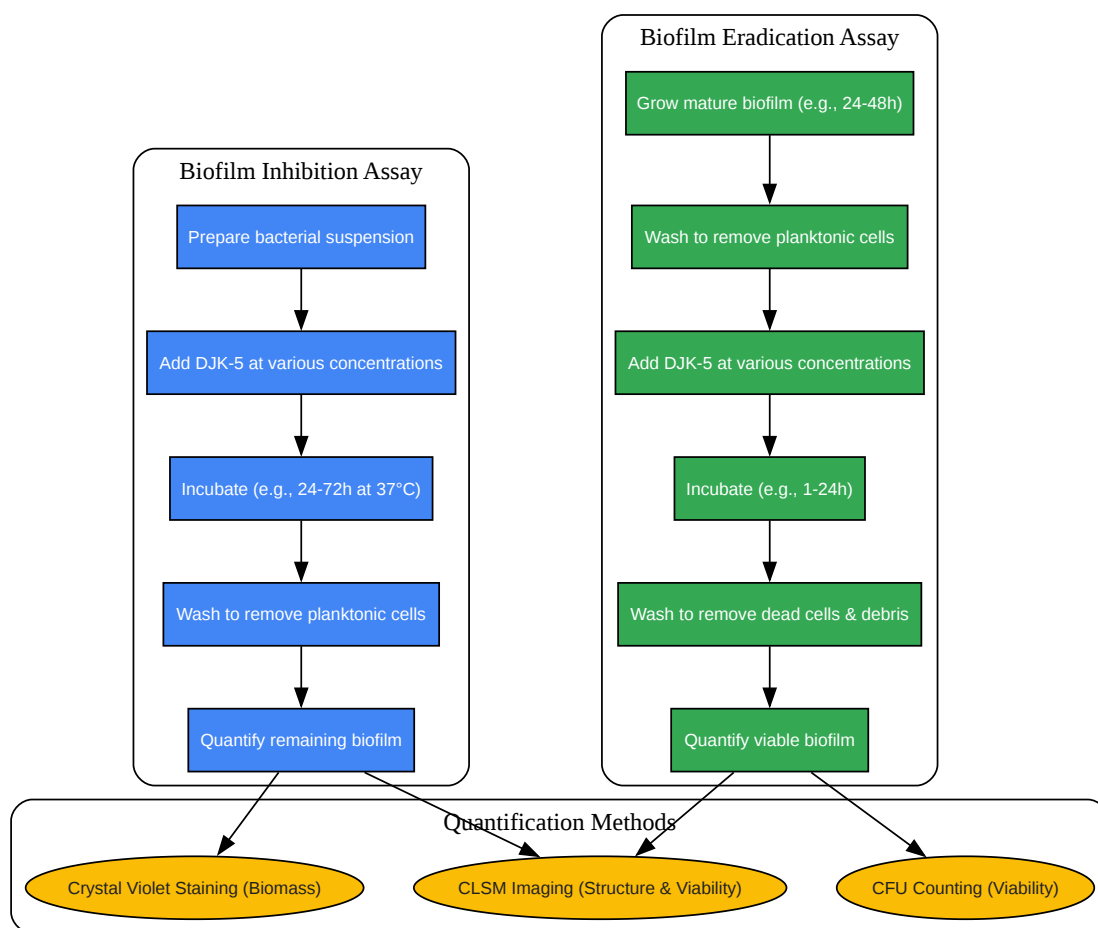 Biofilm Inhibition Assay
Prepare bacterial suspension
Add DJK-5 at various concentrations
Incubate (e.g., 24-72h at 37°C)
Wash to remove planktonic cells
Quantify remaining biofilm
Biofilm Eradication Assay
Grow mature biofilm (e.g., 24-48h)
Wash to remove planktonic cells
Add DJK-5 at various concentrations
Incubate (e.g., 1-24h)
Wash to remove dead cells & debris
Quantify viable biofilm
Quantification Methods
Crystal Violet Staining (Biomass)
CLSM Imaging (Structure & Viability)
CFU Counting (Viability)